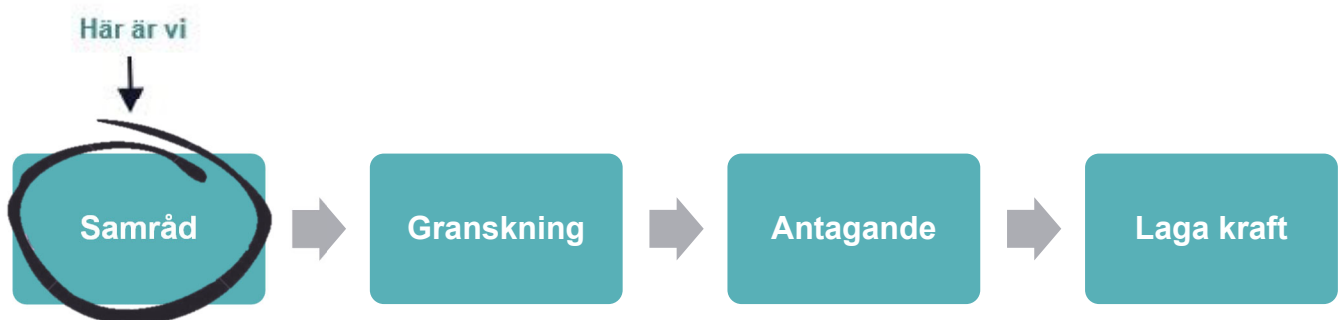 Här är vi
Samråd
Granskning
Antagande
Laga kraft